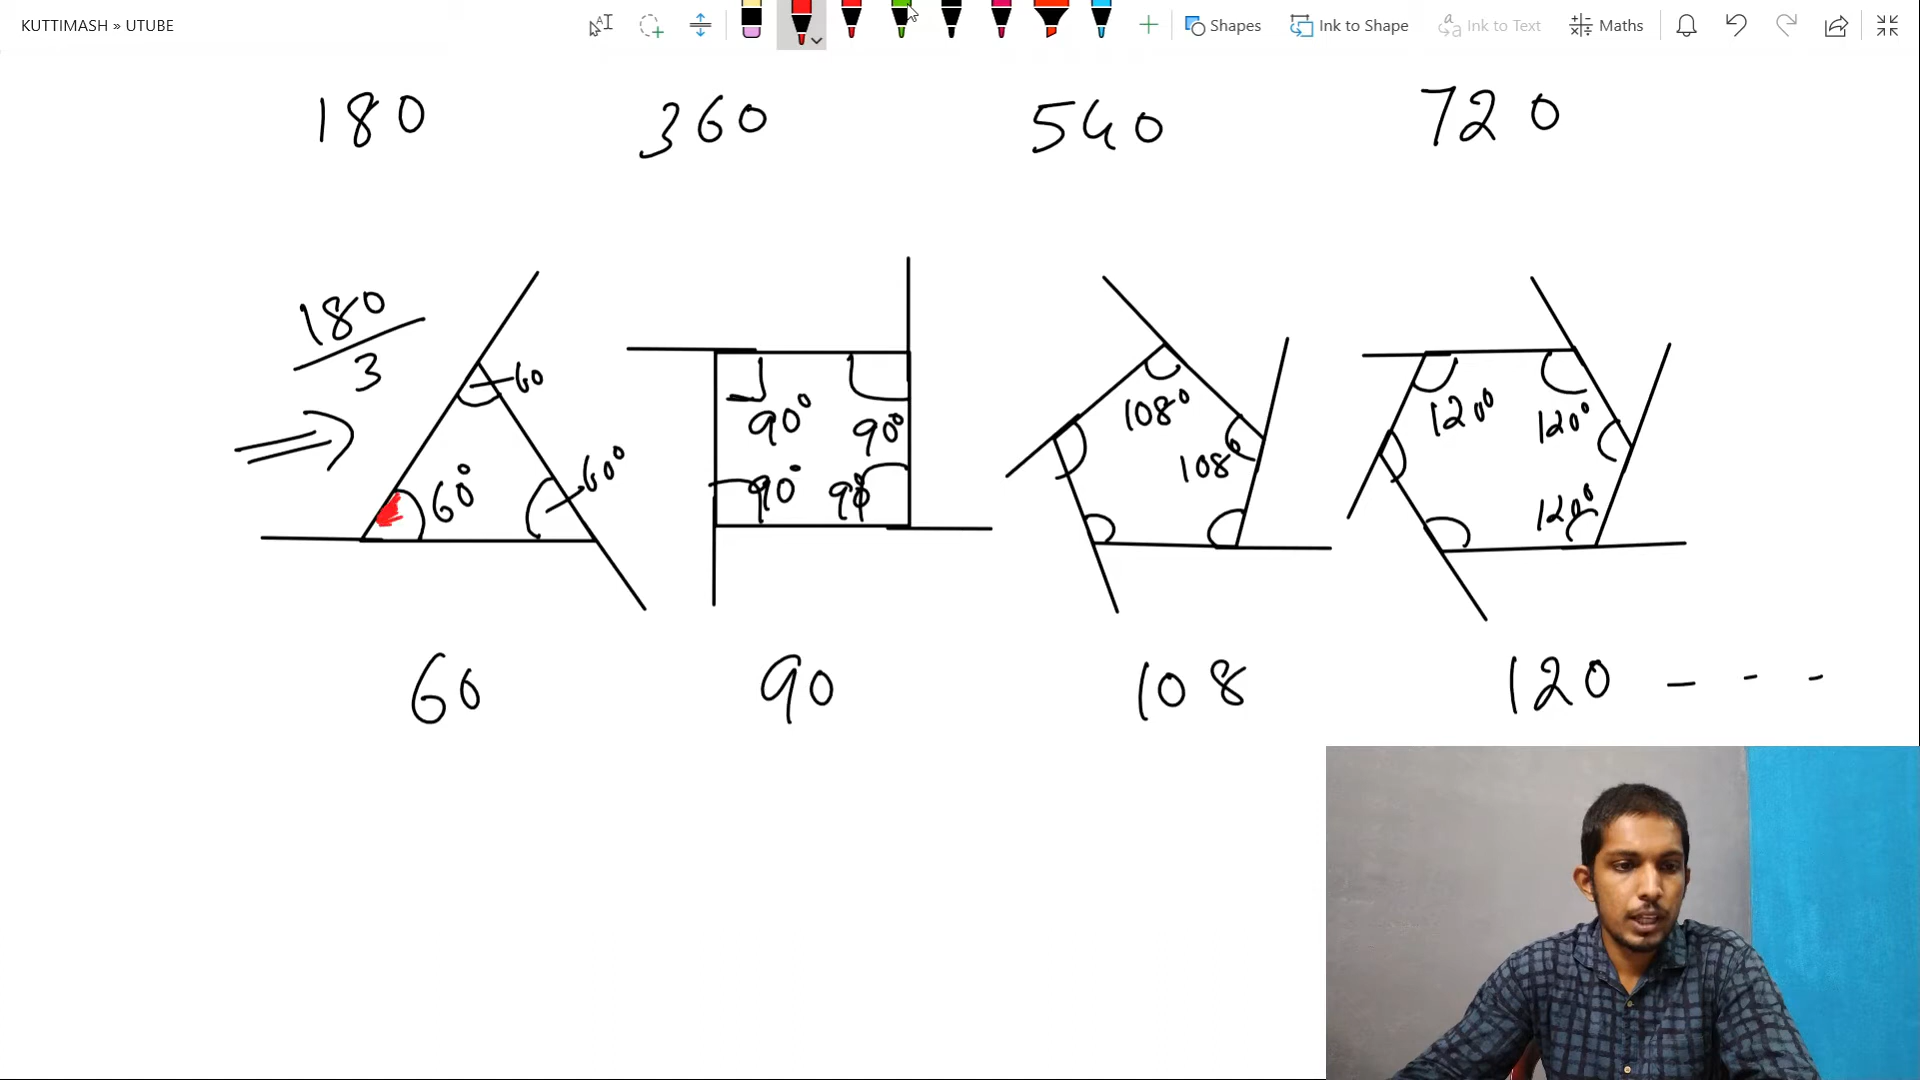 KUTTIMASH » UTUBE
Shapes Ink to Shape Ink to Text Maths
180 360 540 720
180
3
60
60°
60°
90° 90°
90° 90
108°
108°
120° 120°
120°
60 90 108 120 - - -